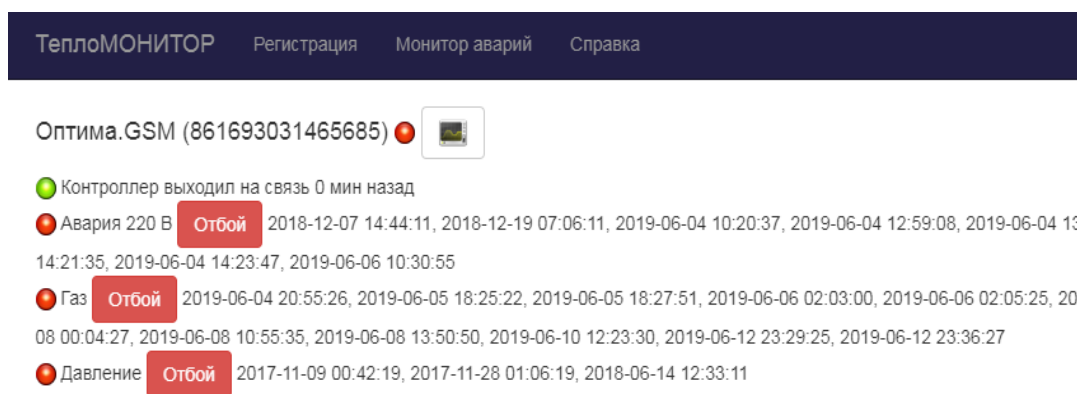 ТеплоМОНИТОР Регистрация Монитор аварий Справка
Оптима.GSM (861693031465685)
Контроллер выходил на связь 0 мин назад
Авария 220 В Отбой 2018-12-07 14:44:11, 2018-12-19 07:06:11, 2019-06-04 10:20:37, 2019-06-04 12:59:08, 2019-06-04 13
14:21:35, 2019-06-04 14:23:47, 2019-06-06 10:30:55
Газ Отбой 2019-06-04 20:55:26, 2019-06-05 18:25:22, 2019-06-05 18:27:51, 2019-06-06 02:03:00, 2019-06-06 02:05:25, 20
08 00:04:27, 2019-06-08 10:55:35, 2019-06-08 13:50:50, 2019-06-10 12:23:30, 2019-06-12 23:29:25, 2019-06-12 23:36:27
Давление Отбой 2017-11-09 00:42:19, 2017-11-28 01:06:19, 2018-06-14 12:33:11